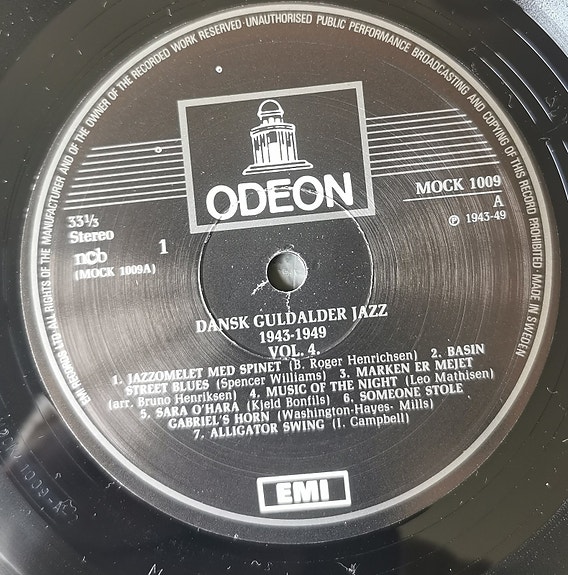 EMI RECORDS LTD · ALL RIGHTS OF THE MANUFACTURER AND OF THE OWNER OF THE RECORDED WORK RESERVED · UNAUTHORISED PUBLIC PERFORMANCE BROADCASTING AND COPYING OF THIS RECORD PROHIBITED · MADE IN SWEDEN
ODEON
MOCK 1009
A
℗ 1943-49
33⅓
Stereo
ncb
1
(MOCK 1009A)
DANSK GULDALDER JAZZ
1943-1949
VOL. 4.
1. JAZZOMELET MED SPINET (B. Roger Henrichsen) 2. BASIN
STREET BLUES (Spencer Williams) 3. MARKEN ER MEJET
(arr. Bruno Henriksen) 4. MUSIC OF THE NIGHT (Leo Mathisen)
5. SARA O'HARA (Kjeld Bonfils) 6. SOMEONE STOLE
GABRIEL'S HORN (Washington-Hayes- Mills)
7. ALLIGATOR SWING (I. Campbell)
EMI